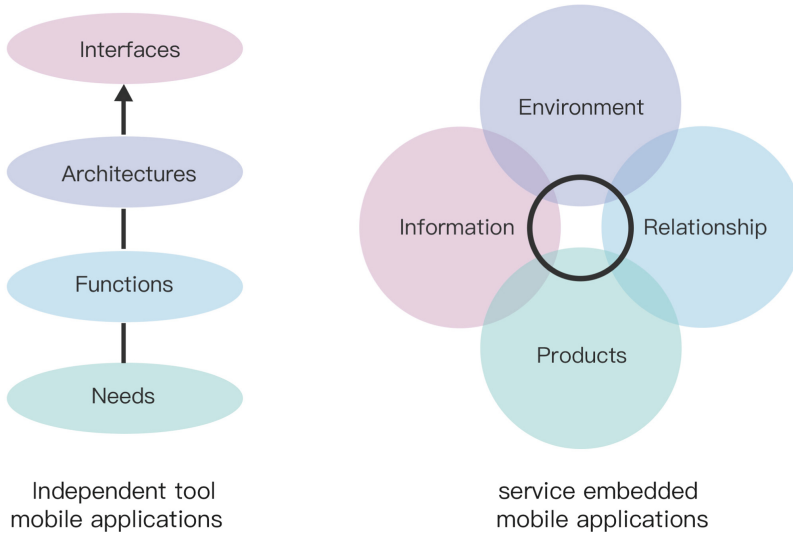 Interfaces
Architectures
Functions
Needs
Independent tool
mobile applications
Environment
Information
Relationship
Products
service embedded
mobile applications